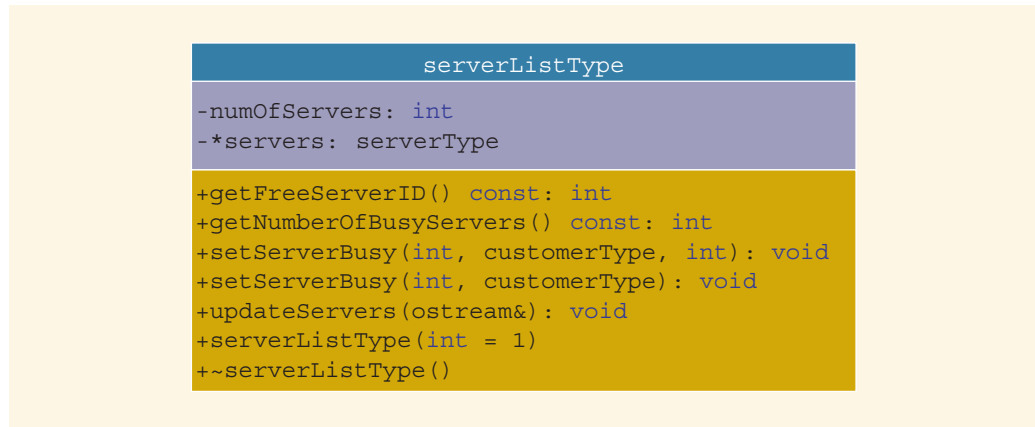 serverListType
-numOfServers: int
-*servers: serverType
+getFreeServerID() const: int
+getNumberOfBusyServers() const: int
+setServerBusy(int, customerType, int): void
+setServerBusy(int, customerType): void
+updateServers(ostream&): void
+serverListType(int = 1)
+~serverListType()